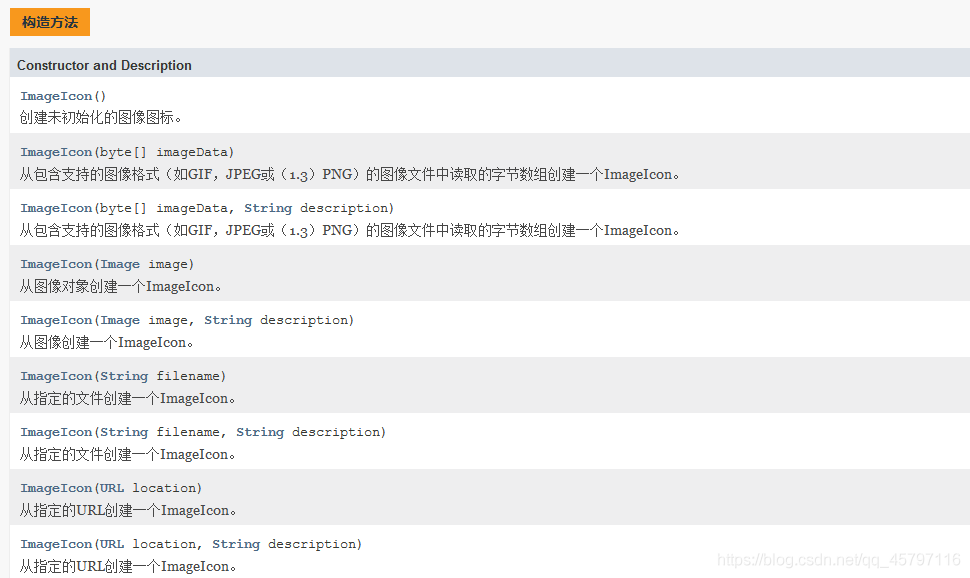 构造方法
Constructor and Description
ImageIcon()
创建未初始化的图像图标。
ImageIcon(byte[] imageData)
从包含支持的图像格式（如GIF，JPEG或（1.3）PNG）的图像文件中读取的字节数组创建一个ImageIcon。
ImageIcon(byte[] imageData, String description)
从包含支持的图像格式（如GIF，JPEG或（1.3）PNG）的图像文件中读取的字节数组创建一个ImageIcon。
ImageIcon(Image image)
从图像对象创建一个ImageIcon。
ImageIcon(Image image, String description)
从图像创建一个ImageIcon。
ImageIcon(String filename)
从指定的文件创建一个ImageIcon。
ImageIcon(String filename, String description)
从指定的文件创建一个ImageIcon。
ImageIcon(URL location)
从指定的URL创建一个ImageIcon。
ImageIcon(URL location, String description)
从指定的URL创建一个ImageIcon。
https://blog.csdn.net/qq_45797116